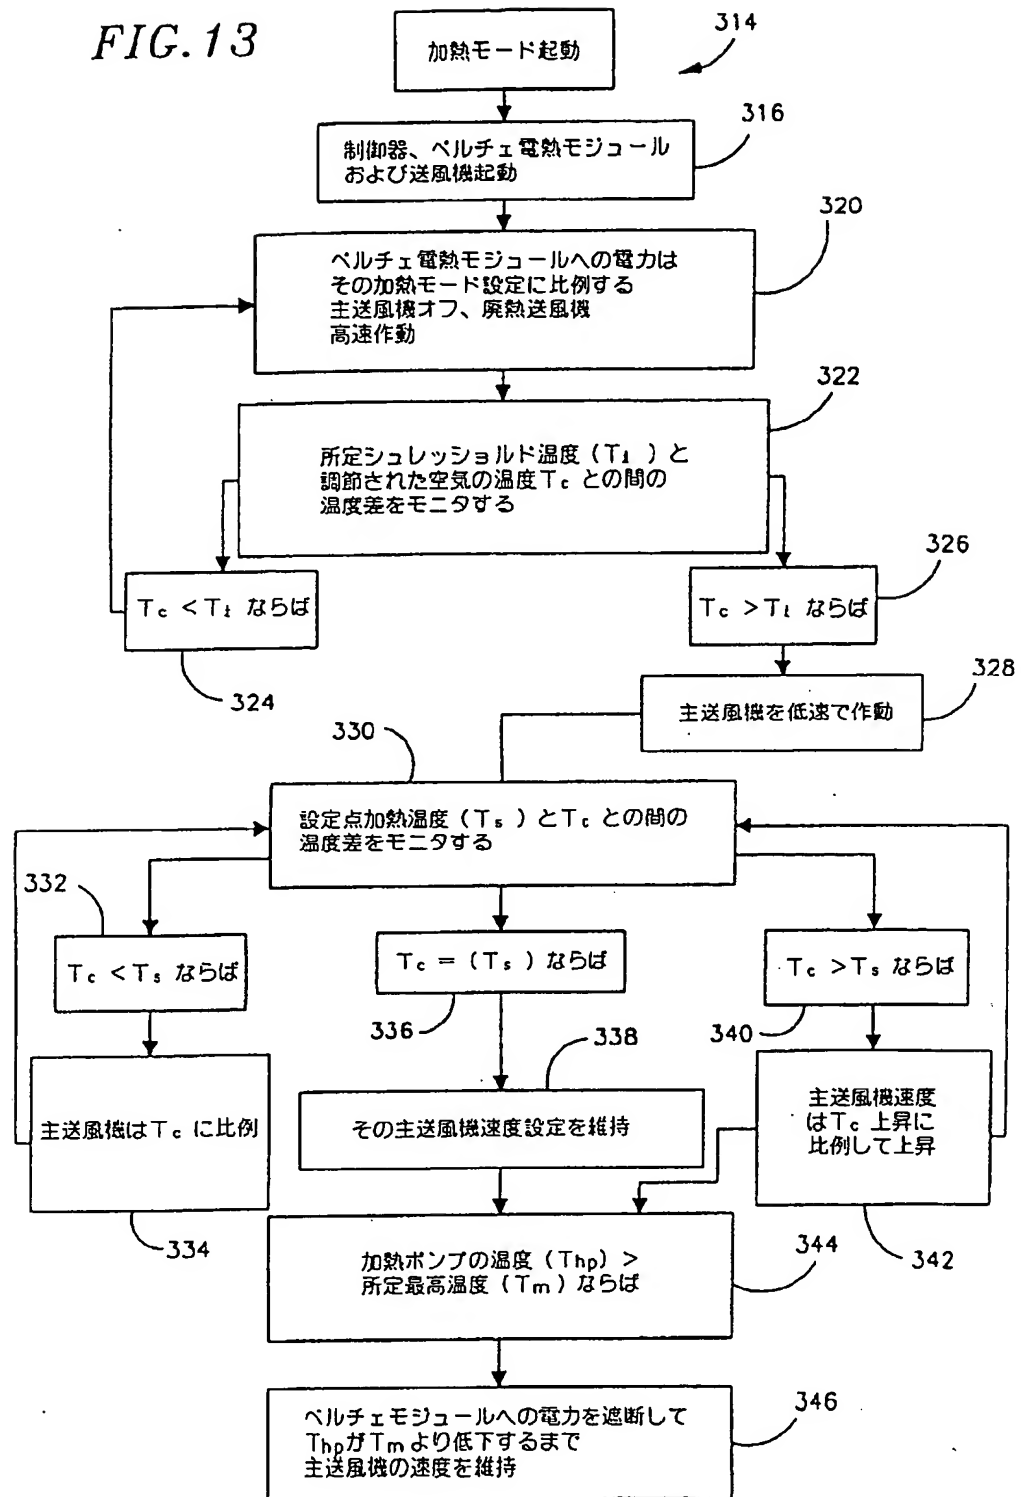 FIG.13
加熱モード起動
314
制御器、ペルチェ電熱モジュール
および送風機起動
316
ペルチェ電熱モジュールへの電力は
その加熱モード設定に比例する
主送風機オフ、廃熱送風機
高速作動
320
所定シュレッショルド温度(Tℓ)と
調節された空気の温度Tcとの間の
温度差をモニタする
322
Tc<Tℓならば
324
Tc>Tℓならば
326
主送風機を低速で作動
328
設定点加熱温度(Ts)とTcとの間の
温度差をモニタする
330
Tc<Tsならば
332
Tc=(Ts)ならば
336
Tc>Tsならば
340
主送風機はTcに比例
334
その主送風機速度設定を維持
338
主送風機速度
はTc上昇に
比例して上昇
342
加熱ポンプの温度(Thp)>
所定最高温度(Tm)ならば
344
ペルチェモジュールへの電力を遮断して
ThpがTmより低下するまで
主送風機の速度を維持
346